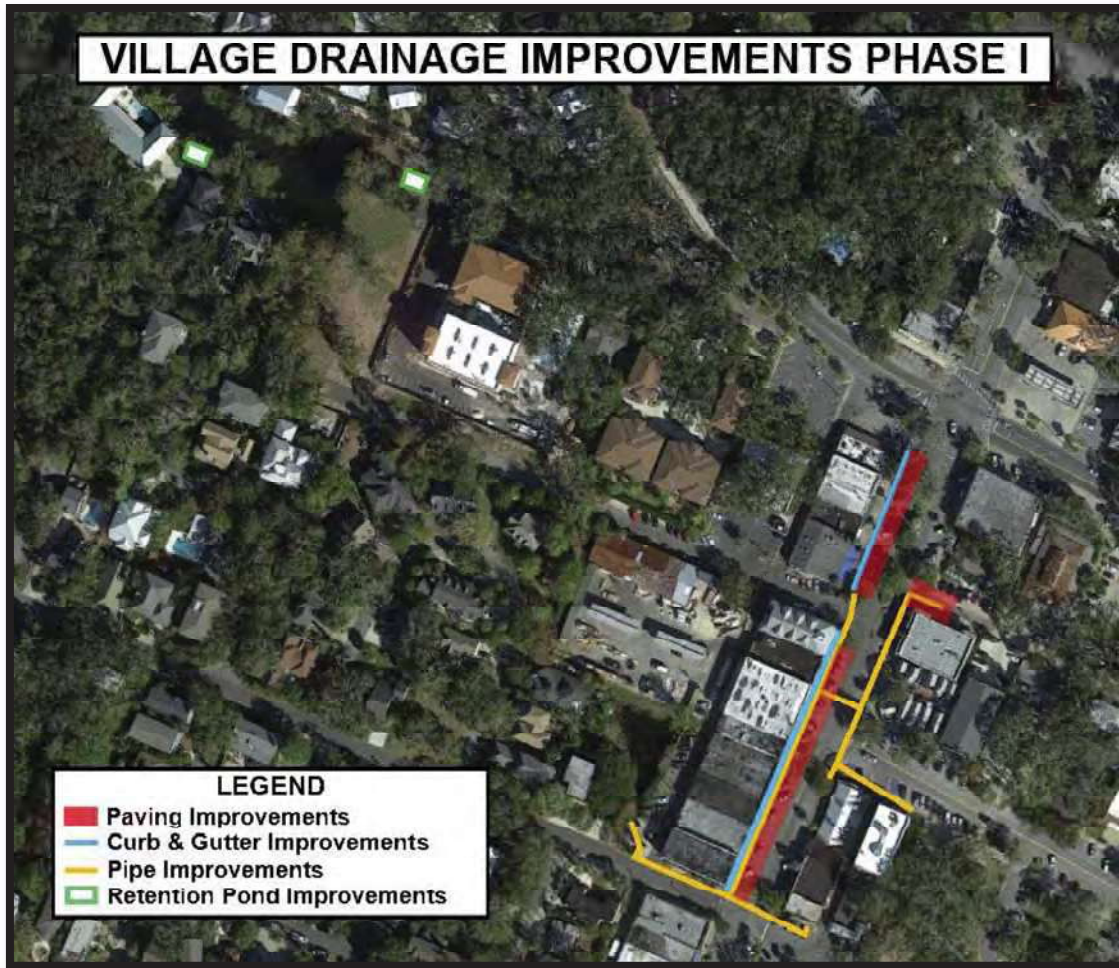 VILLAGE DRAINAGE IMPROVEMENTS PHASE I
LEGEND
Paving Improvements
Curb & Gutter Improvements
Pipe Improvements
Retention Pond Improvements